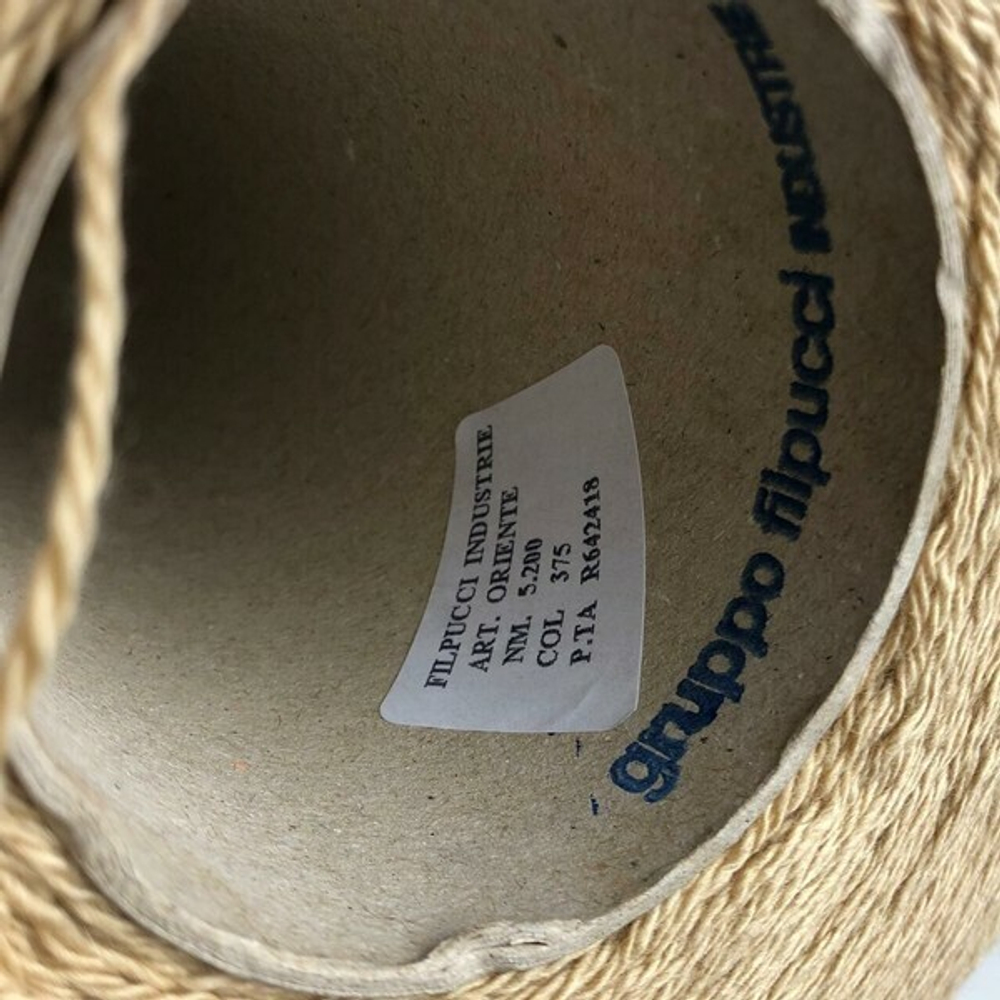 FILPUCCI INDUSTRIE
ART. ORIENTE
NM. 5.200
COL 375
P.TA R642418
gruppo filpucci INDUSTRIE